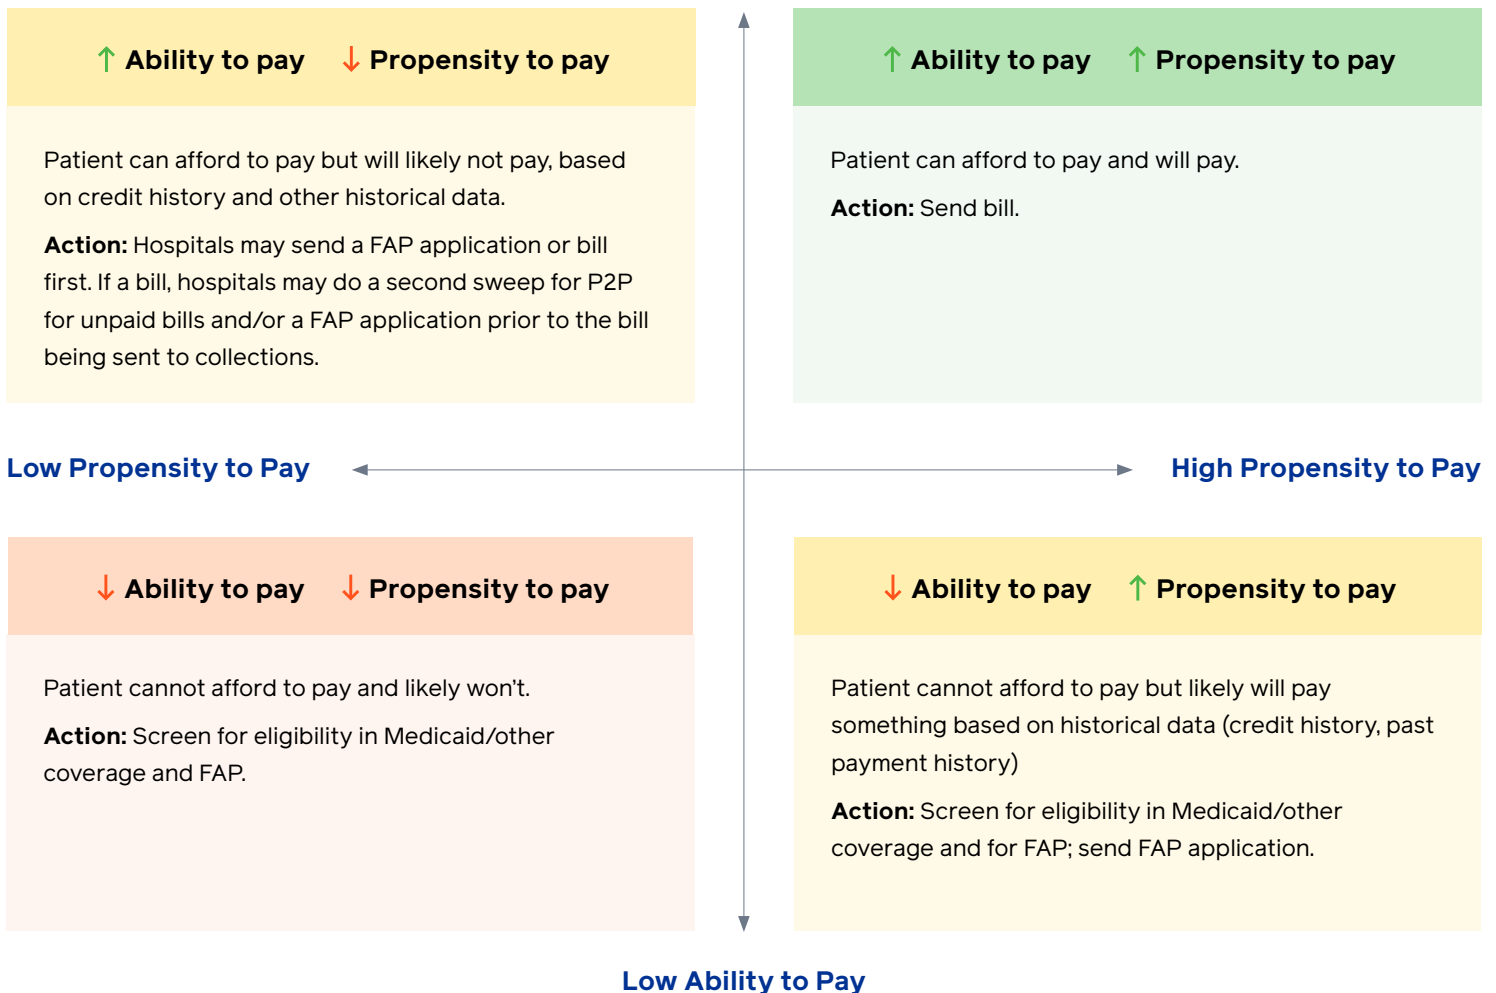 ↑ Ability to pay ↓ Propensity to pay
Patient can afford to pay but will likely not pay, based
on credit history and other historical data.
Action: Hospitals may send a FAP application or bill
first. If a bill, hospitals may do a second sweep for P2P
for unpaid bills and/or a FAP application prior to the bill
being sent to collections.
↑ Ability to pay ↑ Propensity to pay
Patient can afford to pay and will pay.
Action: Send bill.
Low Propensity to Pay
High Propensity to Pay
↓ Ability to pay ↓ Propensity to pay
Patient cannot afford to pay and likely won’t.
Action: Screen for eligibility in Medicaid/other
coverage and FAP.
↓ Ability to pay ↑ Propensity to pay
Patient cannot afford to pay but likely will pay
something based on historical data (credit history, past
payment history)
Action: Screen for eligibility in Medicaid/other
coverage and for FAP; send FAP application.
Low Ability to Pay